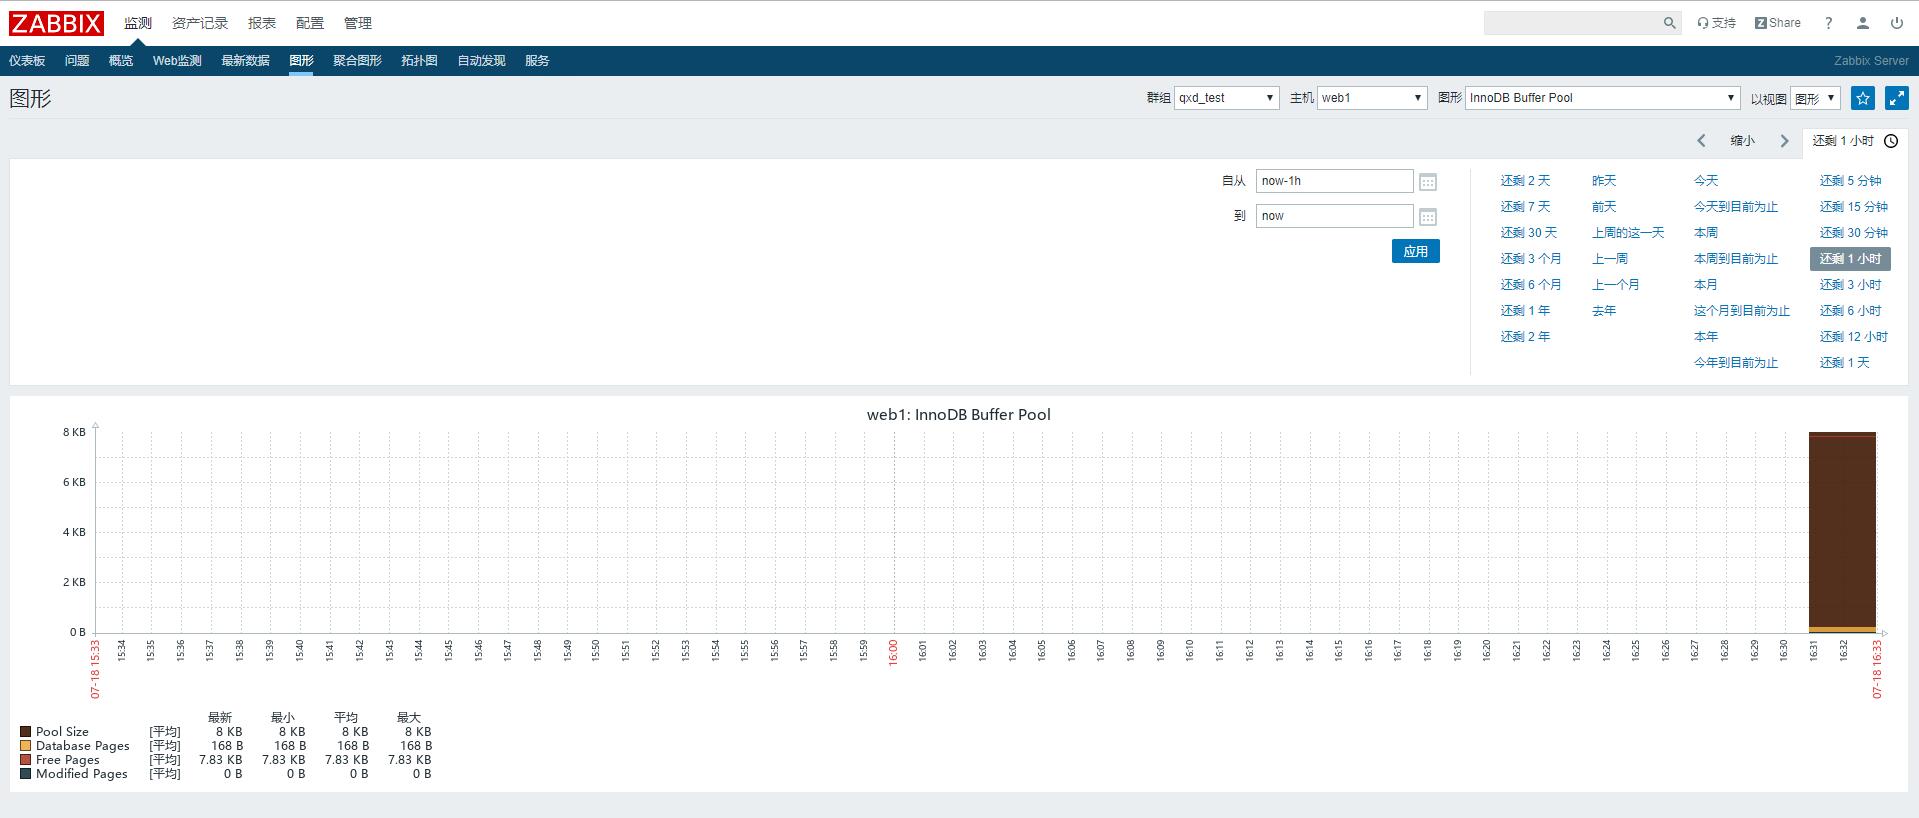 ZABBIX 监测 资产记录 报表 配置 管理 支持 Z Share ?
仪表板 问题 概览 Web监测 最新数据 图形 聚合图形 拓扑图 自动发现 服务 Zabbix Server
图形 群组 qxd_test 主机 web1 图形 InnoDB Buffer Pool 以视图 图形
缩小 还剩 1 小时
自从 now-1h
到 now
应用
还剩 2 天 昨天 今天 还剩 5 分钟
还剩 7 天 前天 今天到目前为止 还剩 15 分钟
还剩 30 天 上周的这一天 本周 还剩 30 分钟
还剩 3 个月 上一周 本周到目前为止 还剩 1 小时
还剩 6 个月 上一个月 本月 还剩 3 小时
还剩 1 年 去年 这个月到目前为止 还剩 6 小时
还剩 2 年 本年 还剩 12 小时
今年到目前为止 还剩 1 天
web1: InnoDB Buffer Pool
8 KB
6 KB
4 KB
2 KB
0 B
07-18 15:33 15:34 15:35 15:36 15:37 15:38 15:39 15:40 15:41 15:42 15:43 15:44 15:45 15:46 15:47 15:48 15:49 15:50 15:51 15:52 15:53 15:54 15:55 15:56 15:57 15:58 15:59 16:00 16:01 16:02 16:03 16:04 16:05 16:06 16:07 16:08 16:09 16:10 16:11 16:12 16:13 16:14 16:15 16:16 16:17 16:18 16:19 16:20 16:21 16:22 16:23 16:24 16:25 16:26 16:27 16:28 16:29 16:30 16:31 16:32 07-18 16:33
最新 最小 平均 最大
Pool Size [平均] 8 KB 8 KB 8 KB 8 KB
Database Pages [平均] 168 B 168 B 168 B 168 B
Free Pages [平均] 7.83 KB 7.83 KB 7.83 KB 7.83 KB
Modified Pages [平均] 0 B 0 B 0 B 0 B